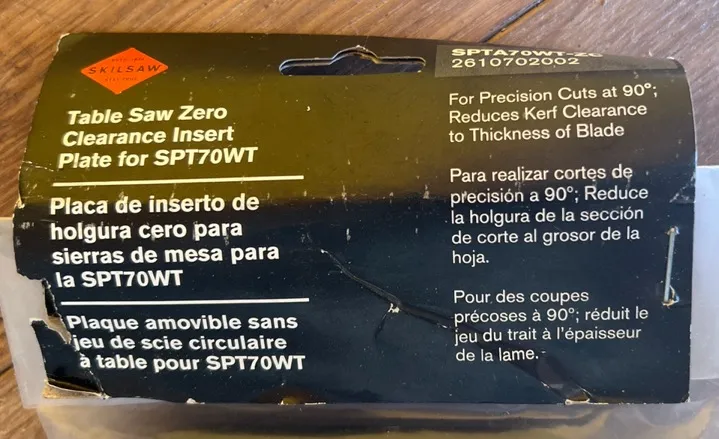 SKILSAW
Table Saw Zero
Clearance Insert
Plate for SPT70WT
Placa de inserto de
holgura cero para
sierras de mesa para
la SPT70WT
Plaque amovible sans
jeu de scie circulaire
à table pour SPT70WT
SPTA70WT-ZC
2610702002
For Precision Cuts at 90°;
Reduces Kerf Clearance
to Thickness of Blade
Para realizar cortes de
precisión a 90°; Reduce
la holgura de la sección
de corte al grosor de la
hoja.
Pour des coupes
précoses à 90°; réduit le
jeu du trait à l'épaisseur
de la lame.